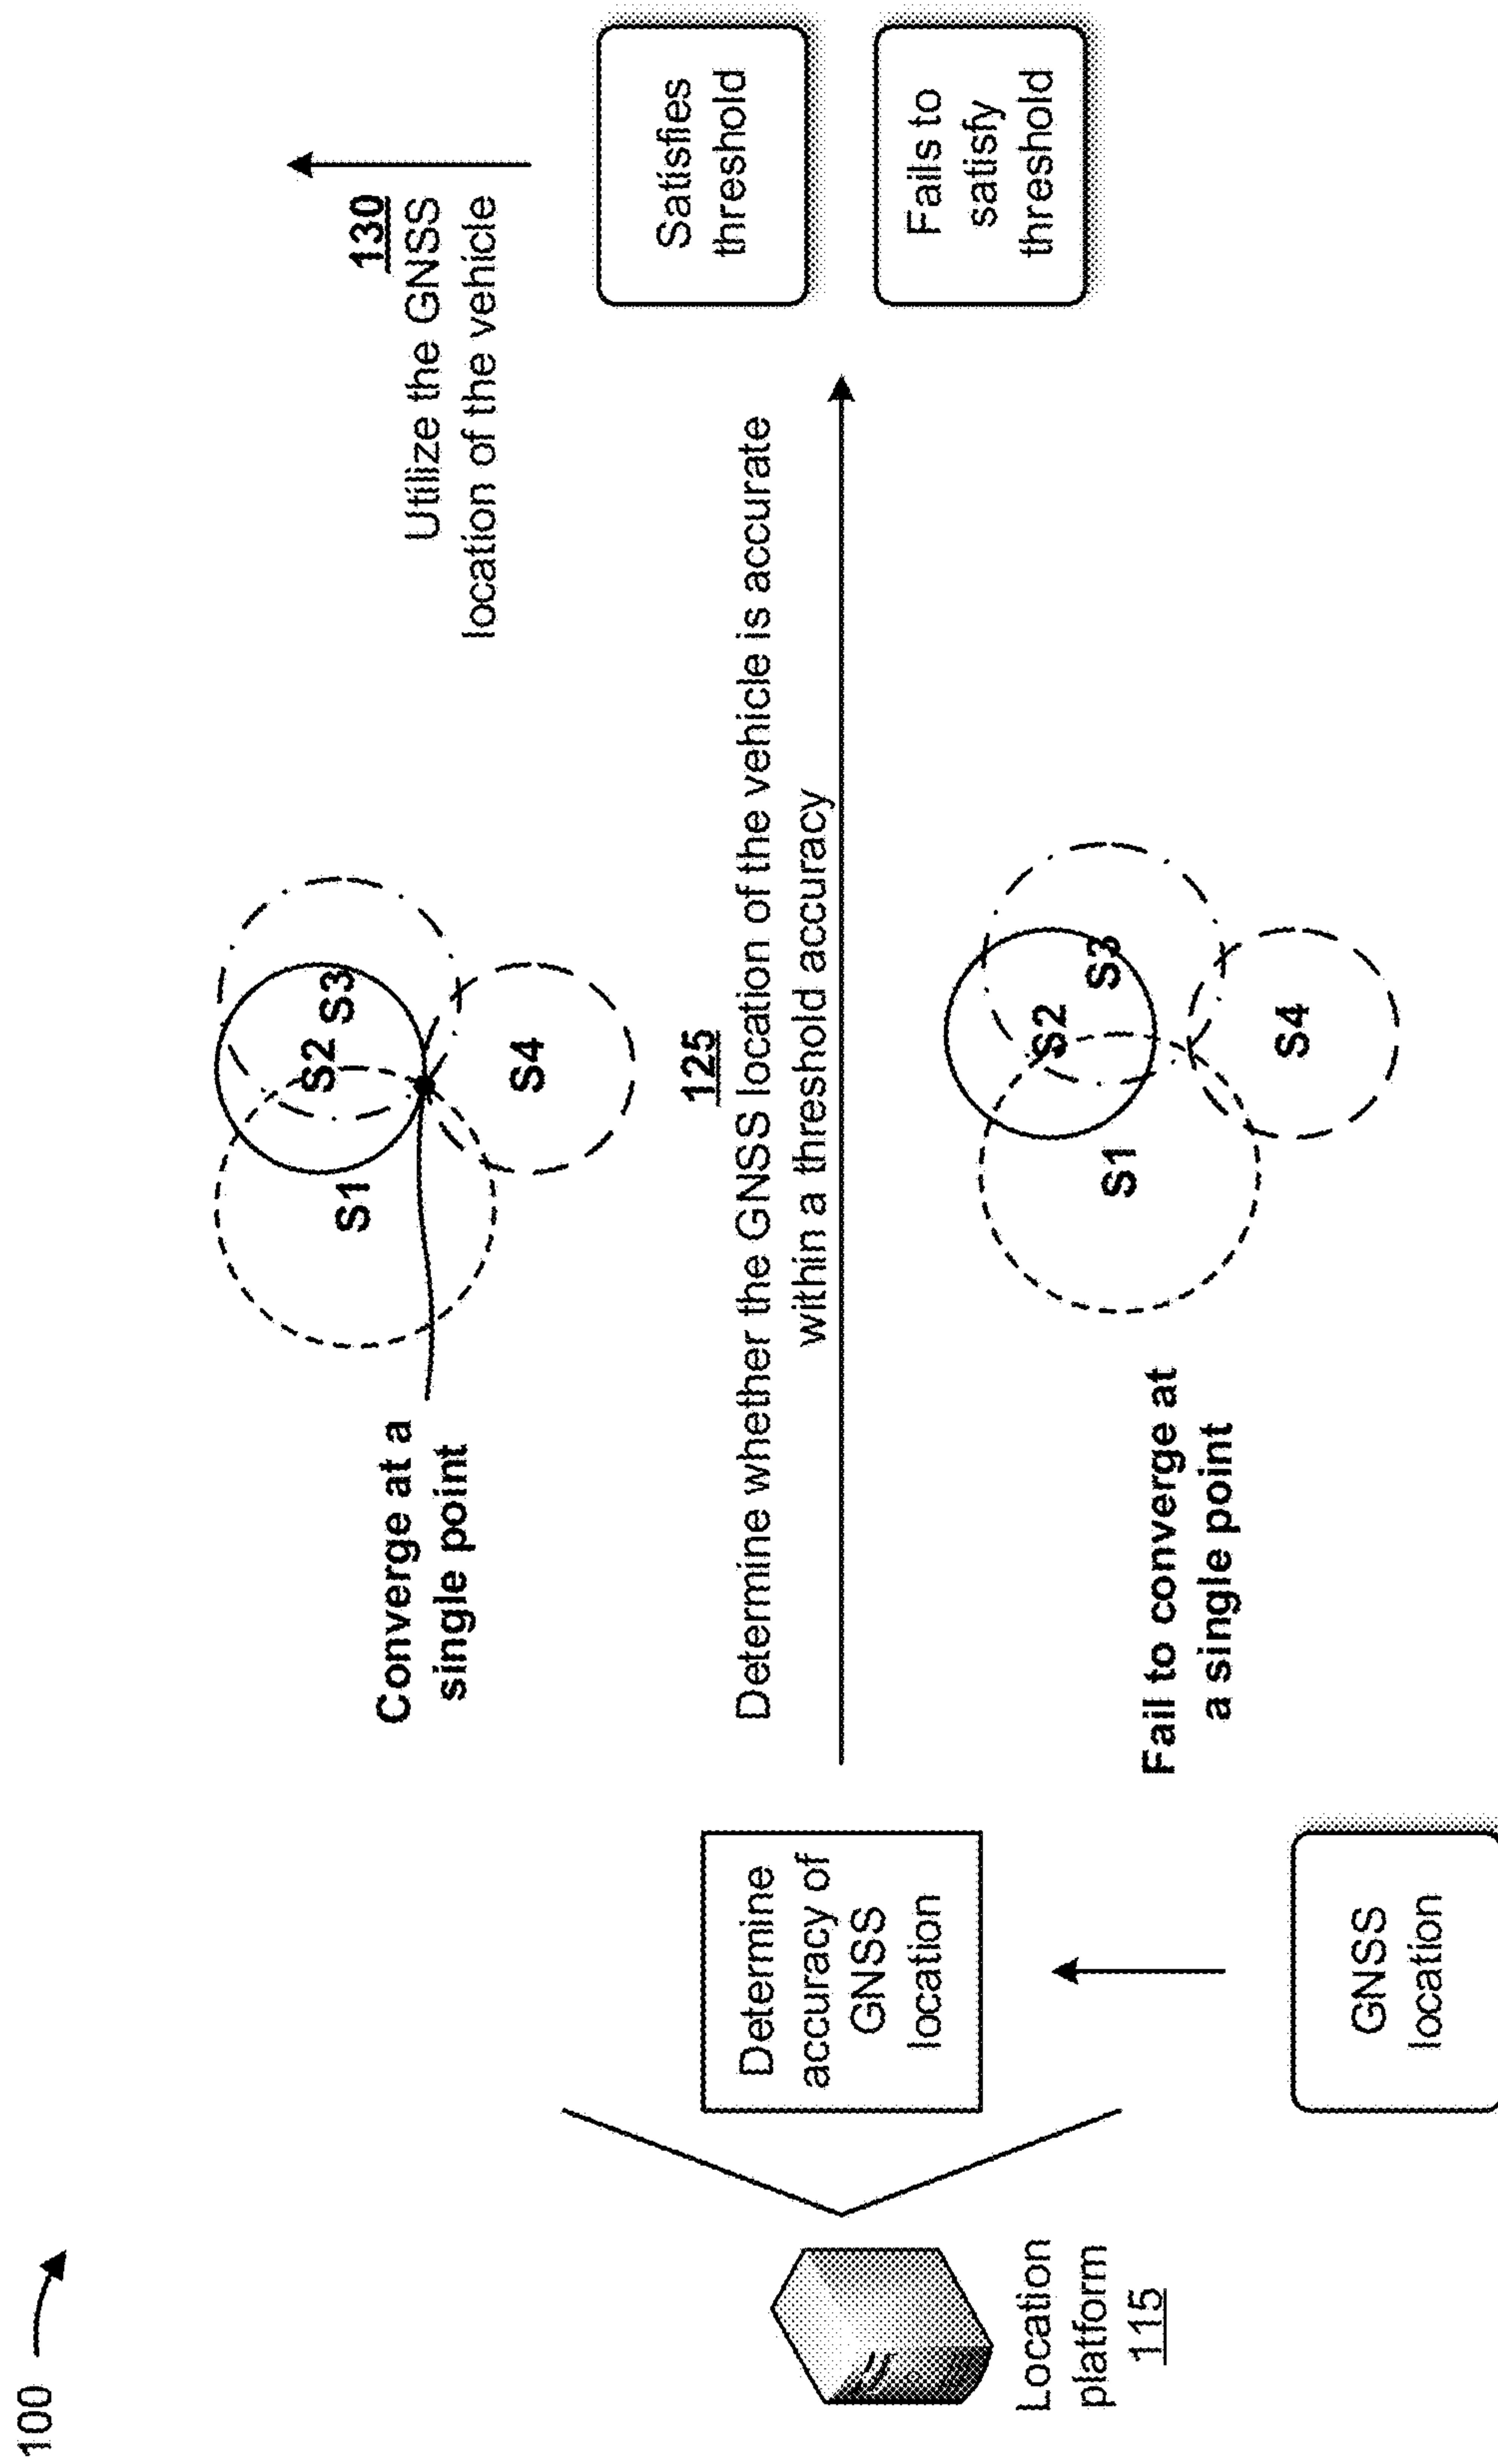 100
Location
platform
115
Determine
accuracy of
GNSS
location
GNSS
location
Converge at a
single point
S1
S2
S3
S4
125
Determine whether the GNSS location of the vehicle is accurate
within a threshold accuracy
Fail to converge at
a single point
S1
S2
S3
S4
130
Utilize the GNSS
location of the vehicle
Satisfies
threshold
Fails to
satisfy
threshold